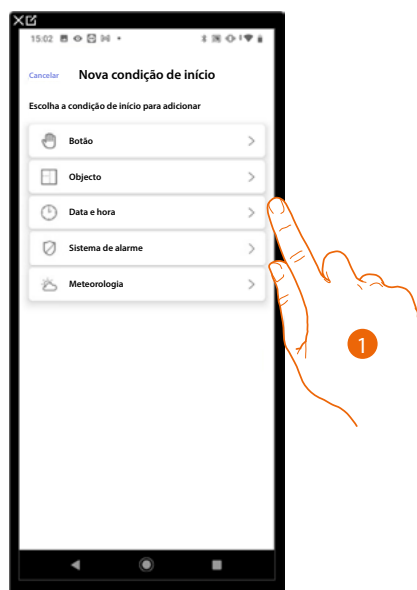 15:02
Cancelar Nova condição de início
Escolha a condição de início para adicionar
Botão
Objecto
Data e hora
Sistema de alarme
Meteorologia
1